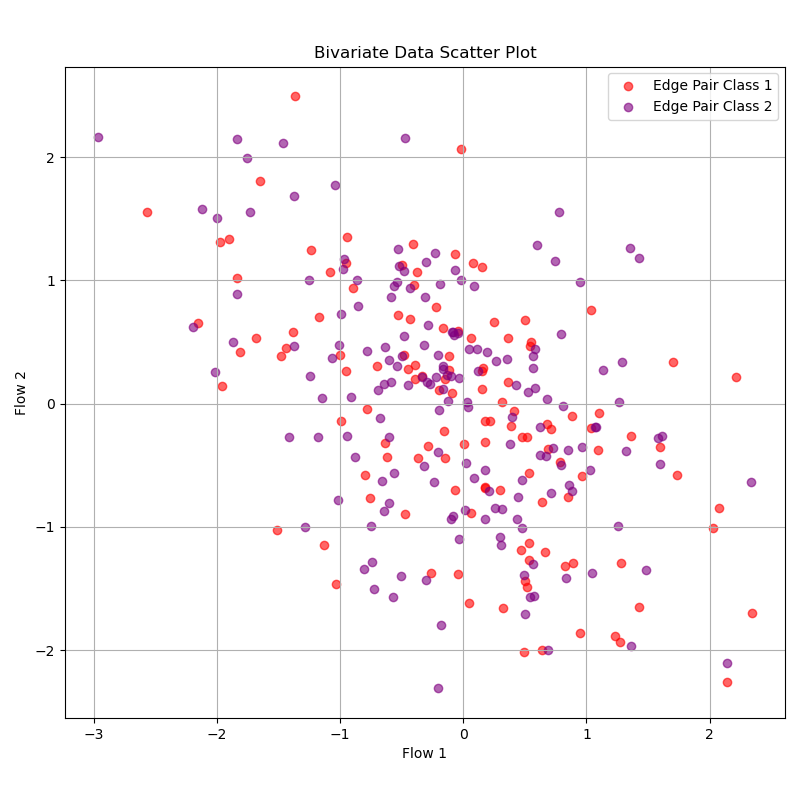 Bivariate Data Scatter Plot
Edge Pair Class 1
Edge Pair Class 2
2
1
0
−1
−2
Flow 2
−3
−2
−1
0
1
2
Flow 1